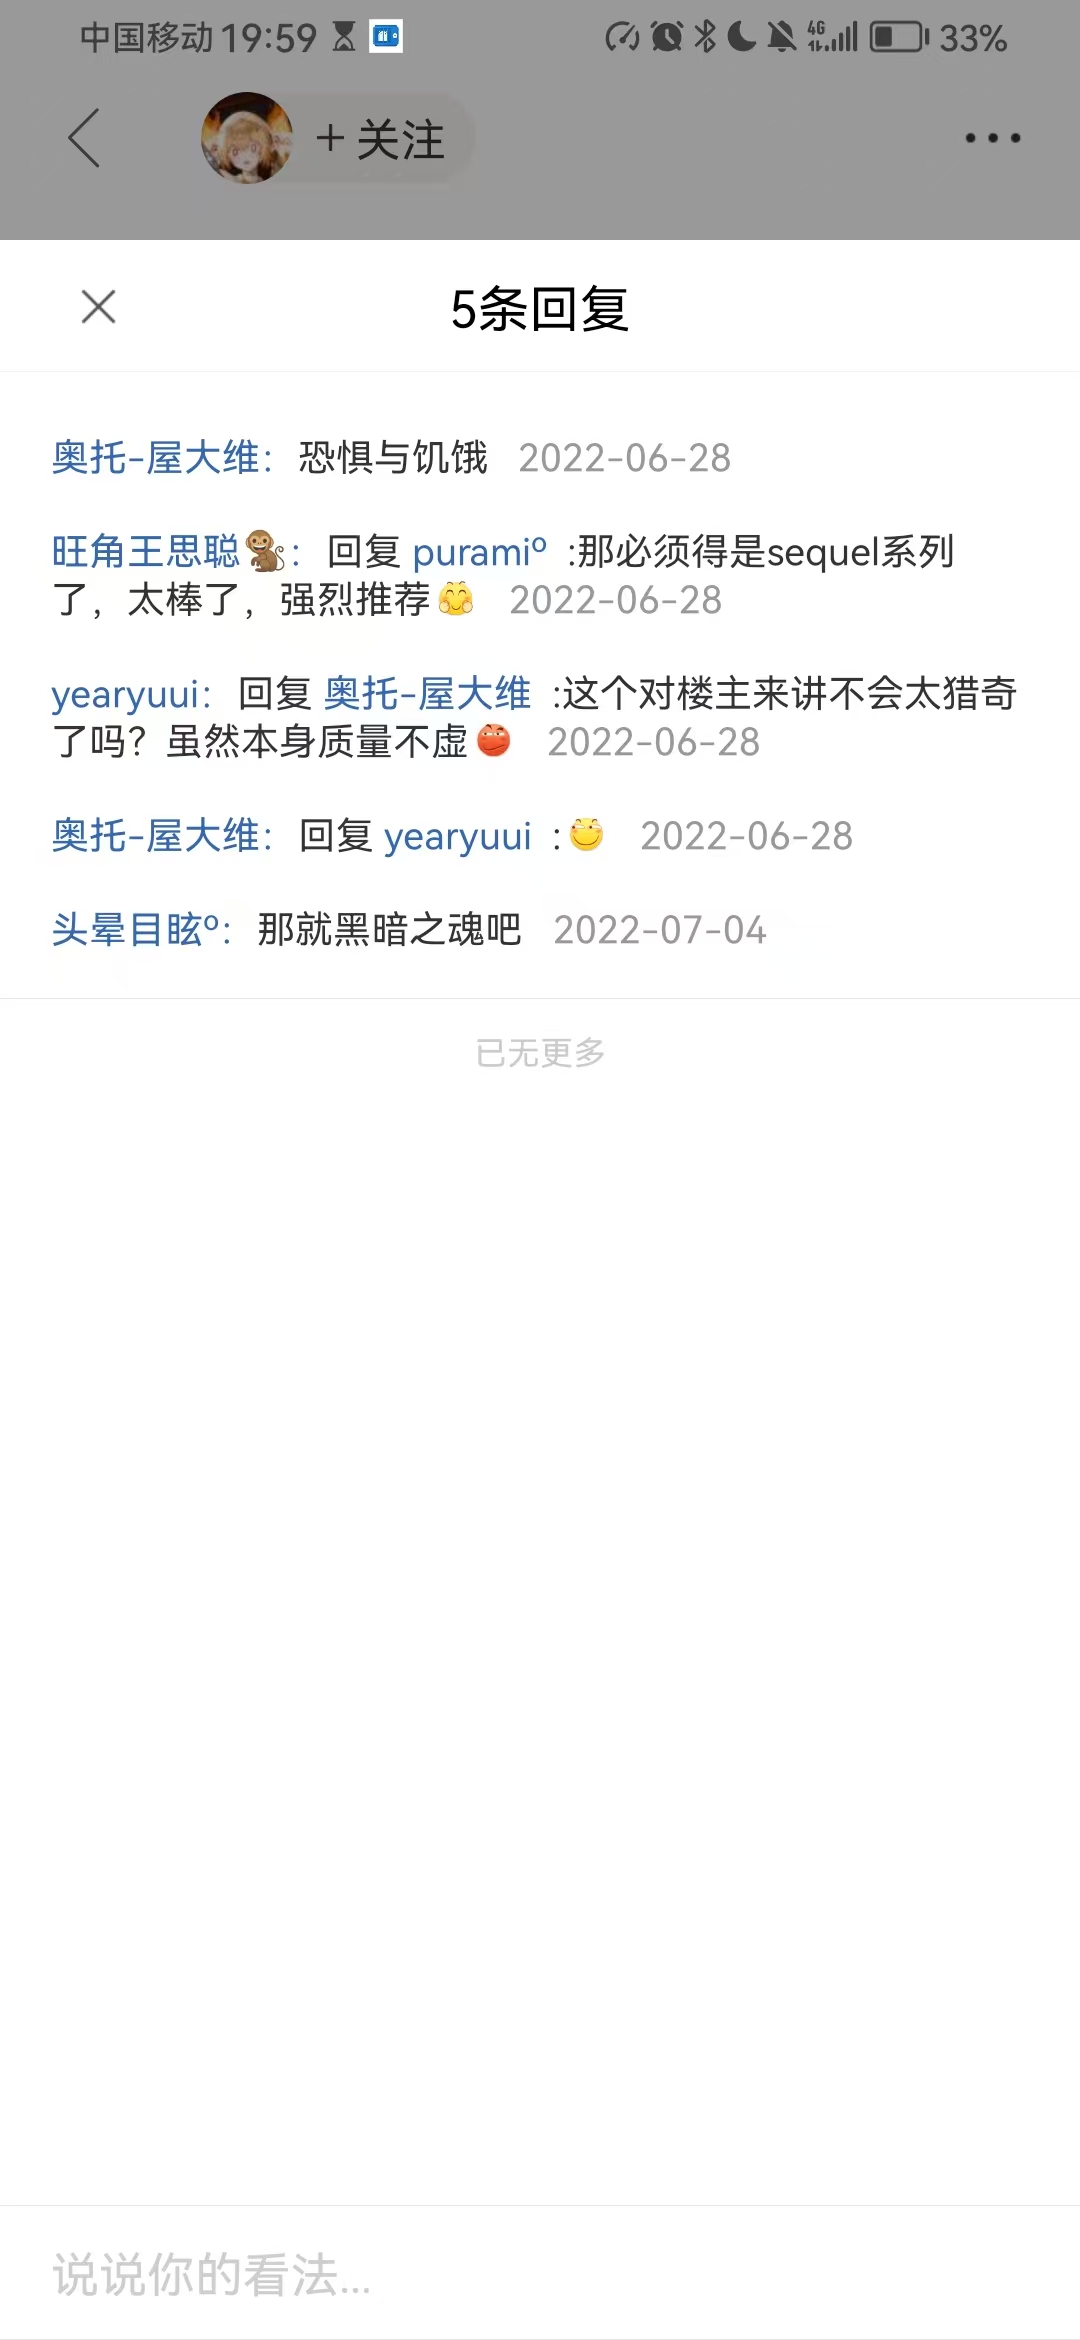 中国移动 19:59 4G 33%
+ 关注
5条回复
奥托-屋大维：恐惧与饥饿 2022-06-28
旺角王思聪🐒：回复 puramiº :那必须得是sequel系列
了，太棒了，强烈推荐🤗 2022-06-28
yearyuui：回复 奥托-屋大维 :这个对楼主来讲不会太猎奇
了吗？虽然本身质量不虚 2022-06-28
奥托-屋大维：回复 yearyuui : 2022-06-28
头晕目眩º：那就黑暗之魂吧 2022-07-04
已无更多
说说你的看法...